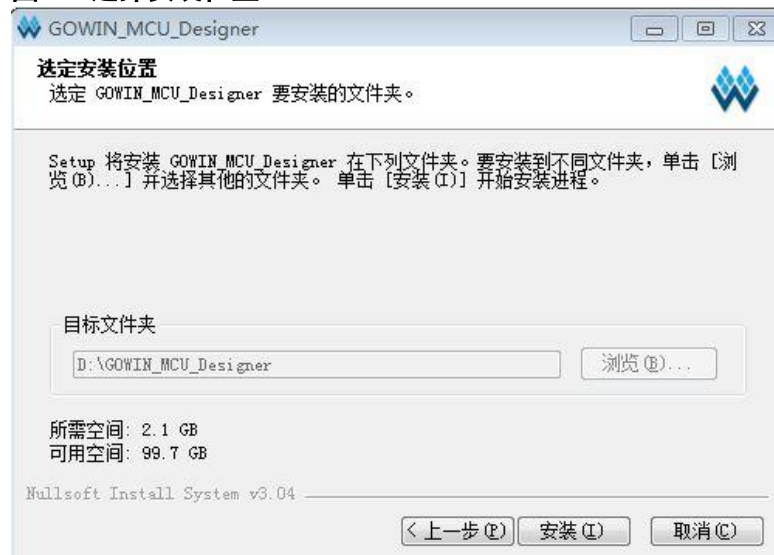 GOWIN_MCU_Designer
选定安装位置
选定 GOWIN_MCU_Designer 要安装的文件夹。
Setup 将安装 GOWIN_MCU_Designer 在下列文件夹。要安装到不同文件夹，单击 [浏
览(B)...] 并选择其他的文件夹。 单击 [安装(I)] 开始安装进程。
目标文件夹
D:\GOWIN_MCU_Designer
浏览(B)...
所需空间: 2.1 GB
可用空间: 99.7 GB
Nullsoft Install System v3.04
< 上一步(P) 安装(I) 取消(C)